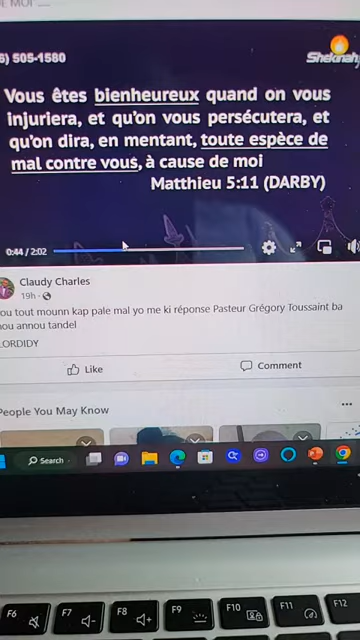 505-1580
Shekinah
Vous êtes bienheureux quand on vous
injuriera, et qu'on vous persécutera, et
qu'on dira, en mentant, toute espèce de
mal contre vous, à cause de moi
Matthieu 5:11 (DARBY)
0:44 / 2:02
Claudy Charles
19h
ou tout mounn kap pale mal yo me ki réponse Pasteur Grégory Toussaint ba
ou annou tandel
LORDIDY
Like
Comment
People You May Know
Search
F6
F7
F8
F9
F10
F11
F12